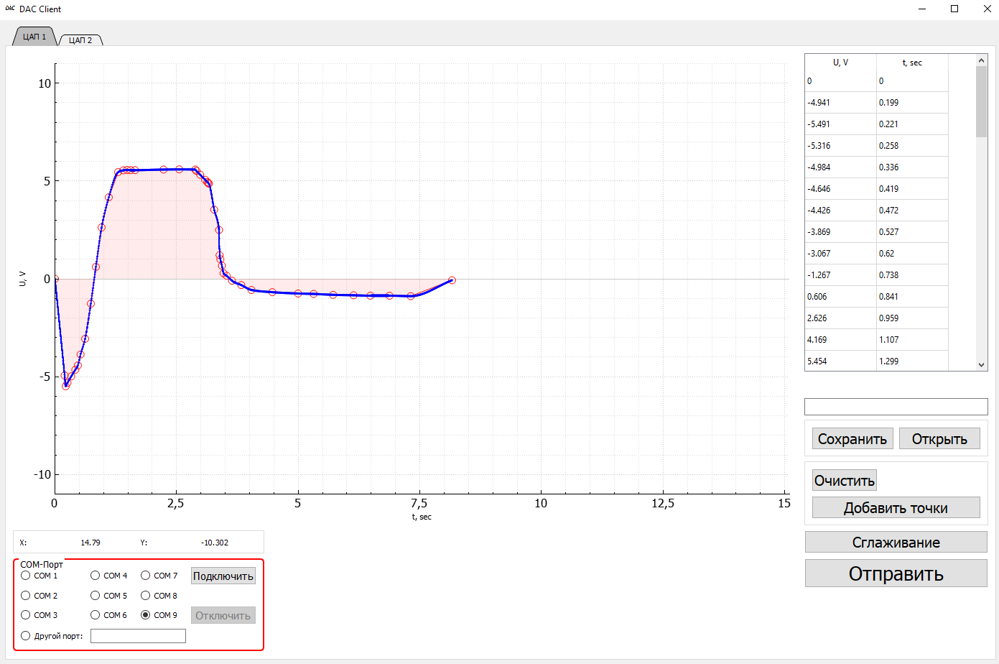 DAC DAC Client
ЦАП 1
ЦАП 2
U, V t, sec
0 0
-4.941 0.199
-5.491 0.221
-5.316 0.258
-4.984 0.336
-4.646 0.419
-4.426 0.472
-3.869 0.527
-3.067 0.62
-1.267 0.738
0.606 0.841
2.626 0.959
4.169 1.107
5.454 1.299
10
5
0
-5
-10
U, V
0 2,5 5 7,5 10 12,5 15
t, sec
Сохранить Открыть
Очистить
Добавить точки
Сглаживание
Отправить
X: 14.79 Y: -10.302
COM-Порт
COM 1 COM 4 COM 7 Подключить
COM 2 COM 5 COM 8
COM 3 COM 6 COM 9 Отключить
Другой порт: